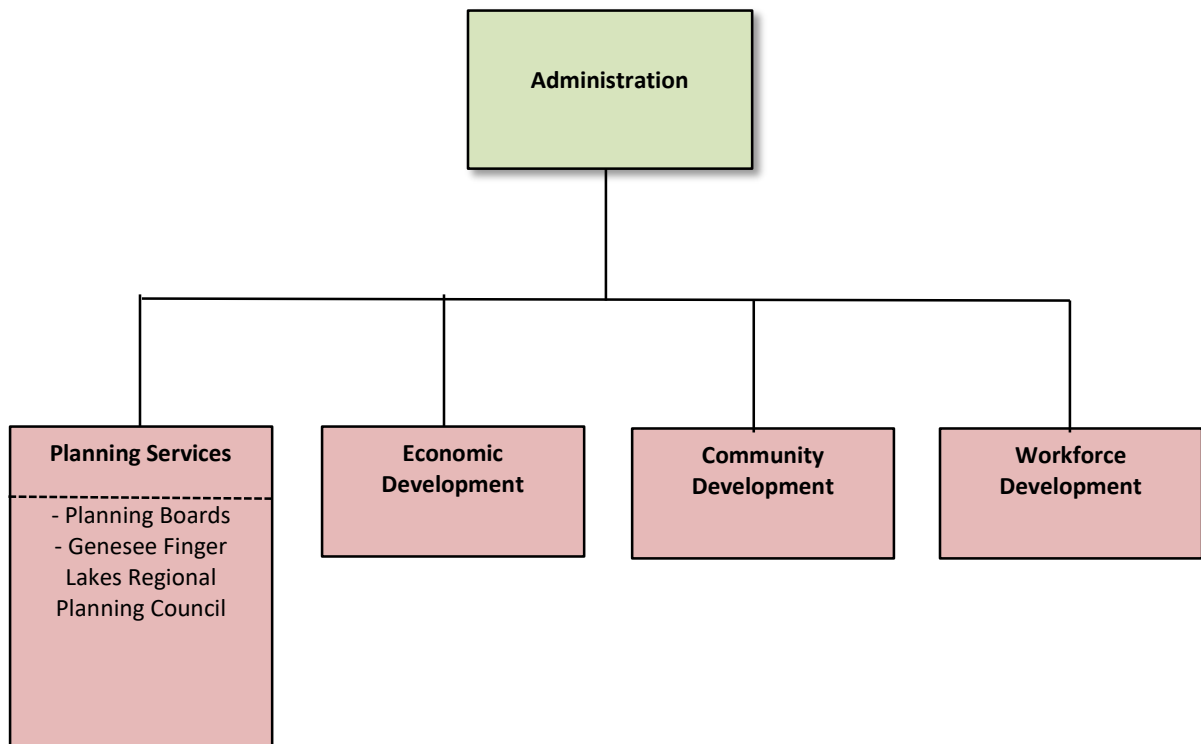 Administration
Planning Services
- Planning Boards
- Genesee Finger
Lakes Regional
Planning Council
Economic
Development
Community
Development
Workforce
Development